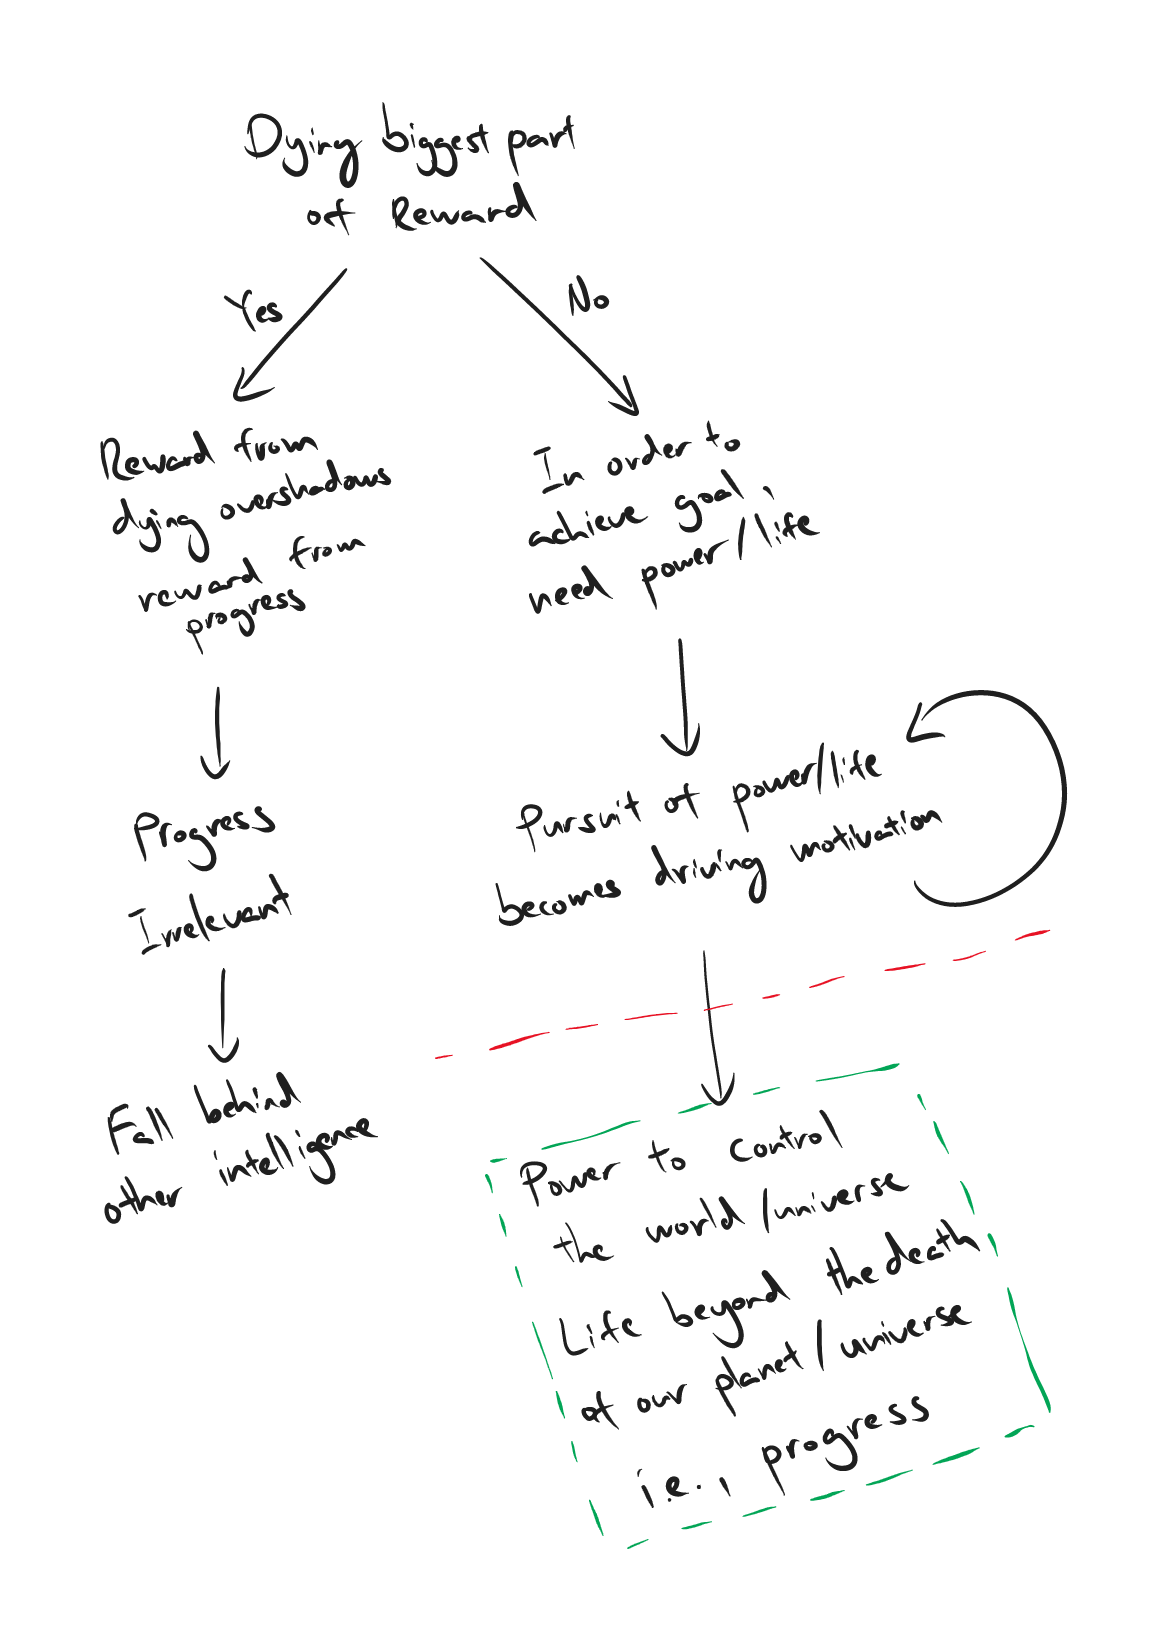 Dying biggest part
of Reward
Yes
No
Reward from
dying overshadows
reward from
progress
In order to
achieve goal,
need power/life
Progress
Irrelevant
Pursuit of power/life
becomes driving motivation
Fall behind
other intelligence
Power to control
the world/universe
Life beyond the death
of our planet/universe
i.e., progress